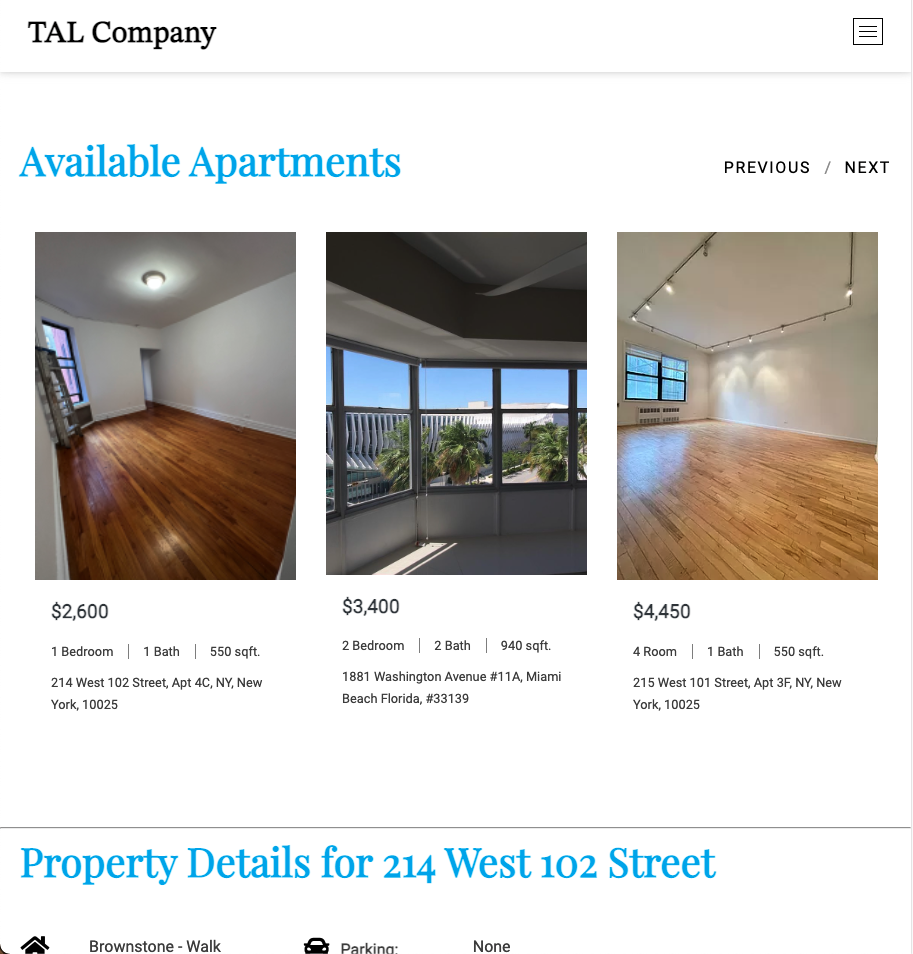 TAL Company
Available Apartments
PREVIOUS / NEXT
$2,600
1 Bedroom | 1 Bath | 550 sqft.
214 West 102 Street, Apt 4C, NY, New
York, 10025
$3,400
2 Bedroom | 2 Bath | 940 sqft.
1881 Washington Avenue #11A, Miami
Beach Florida, #33139
$4,450
4 Room | 1 Bath | 550 sqft.
215 West 101 Street, Apt 3F, NY, New
York, 10025
Property Details for 214 West 102 Street
Brownstone - Walk
Parking:
None